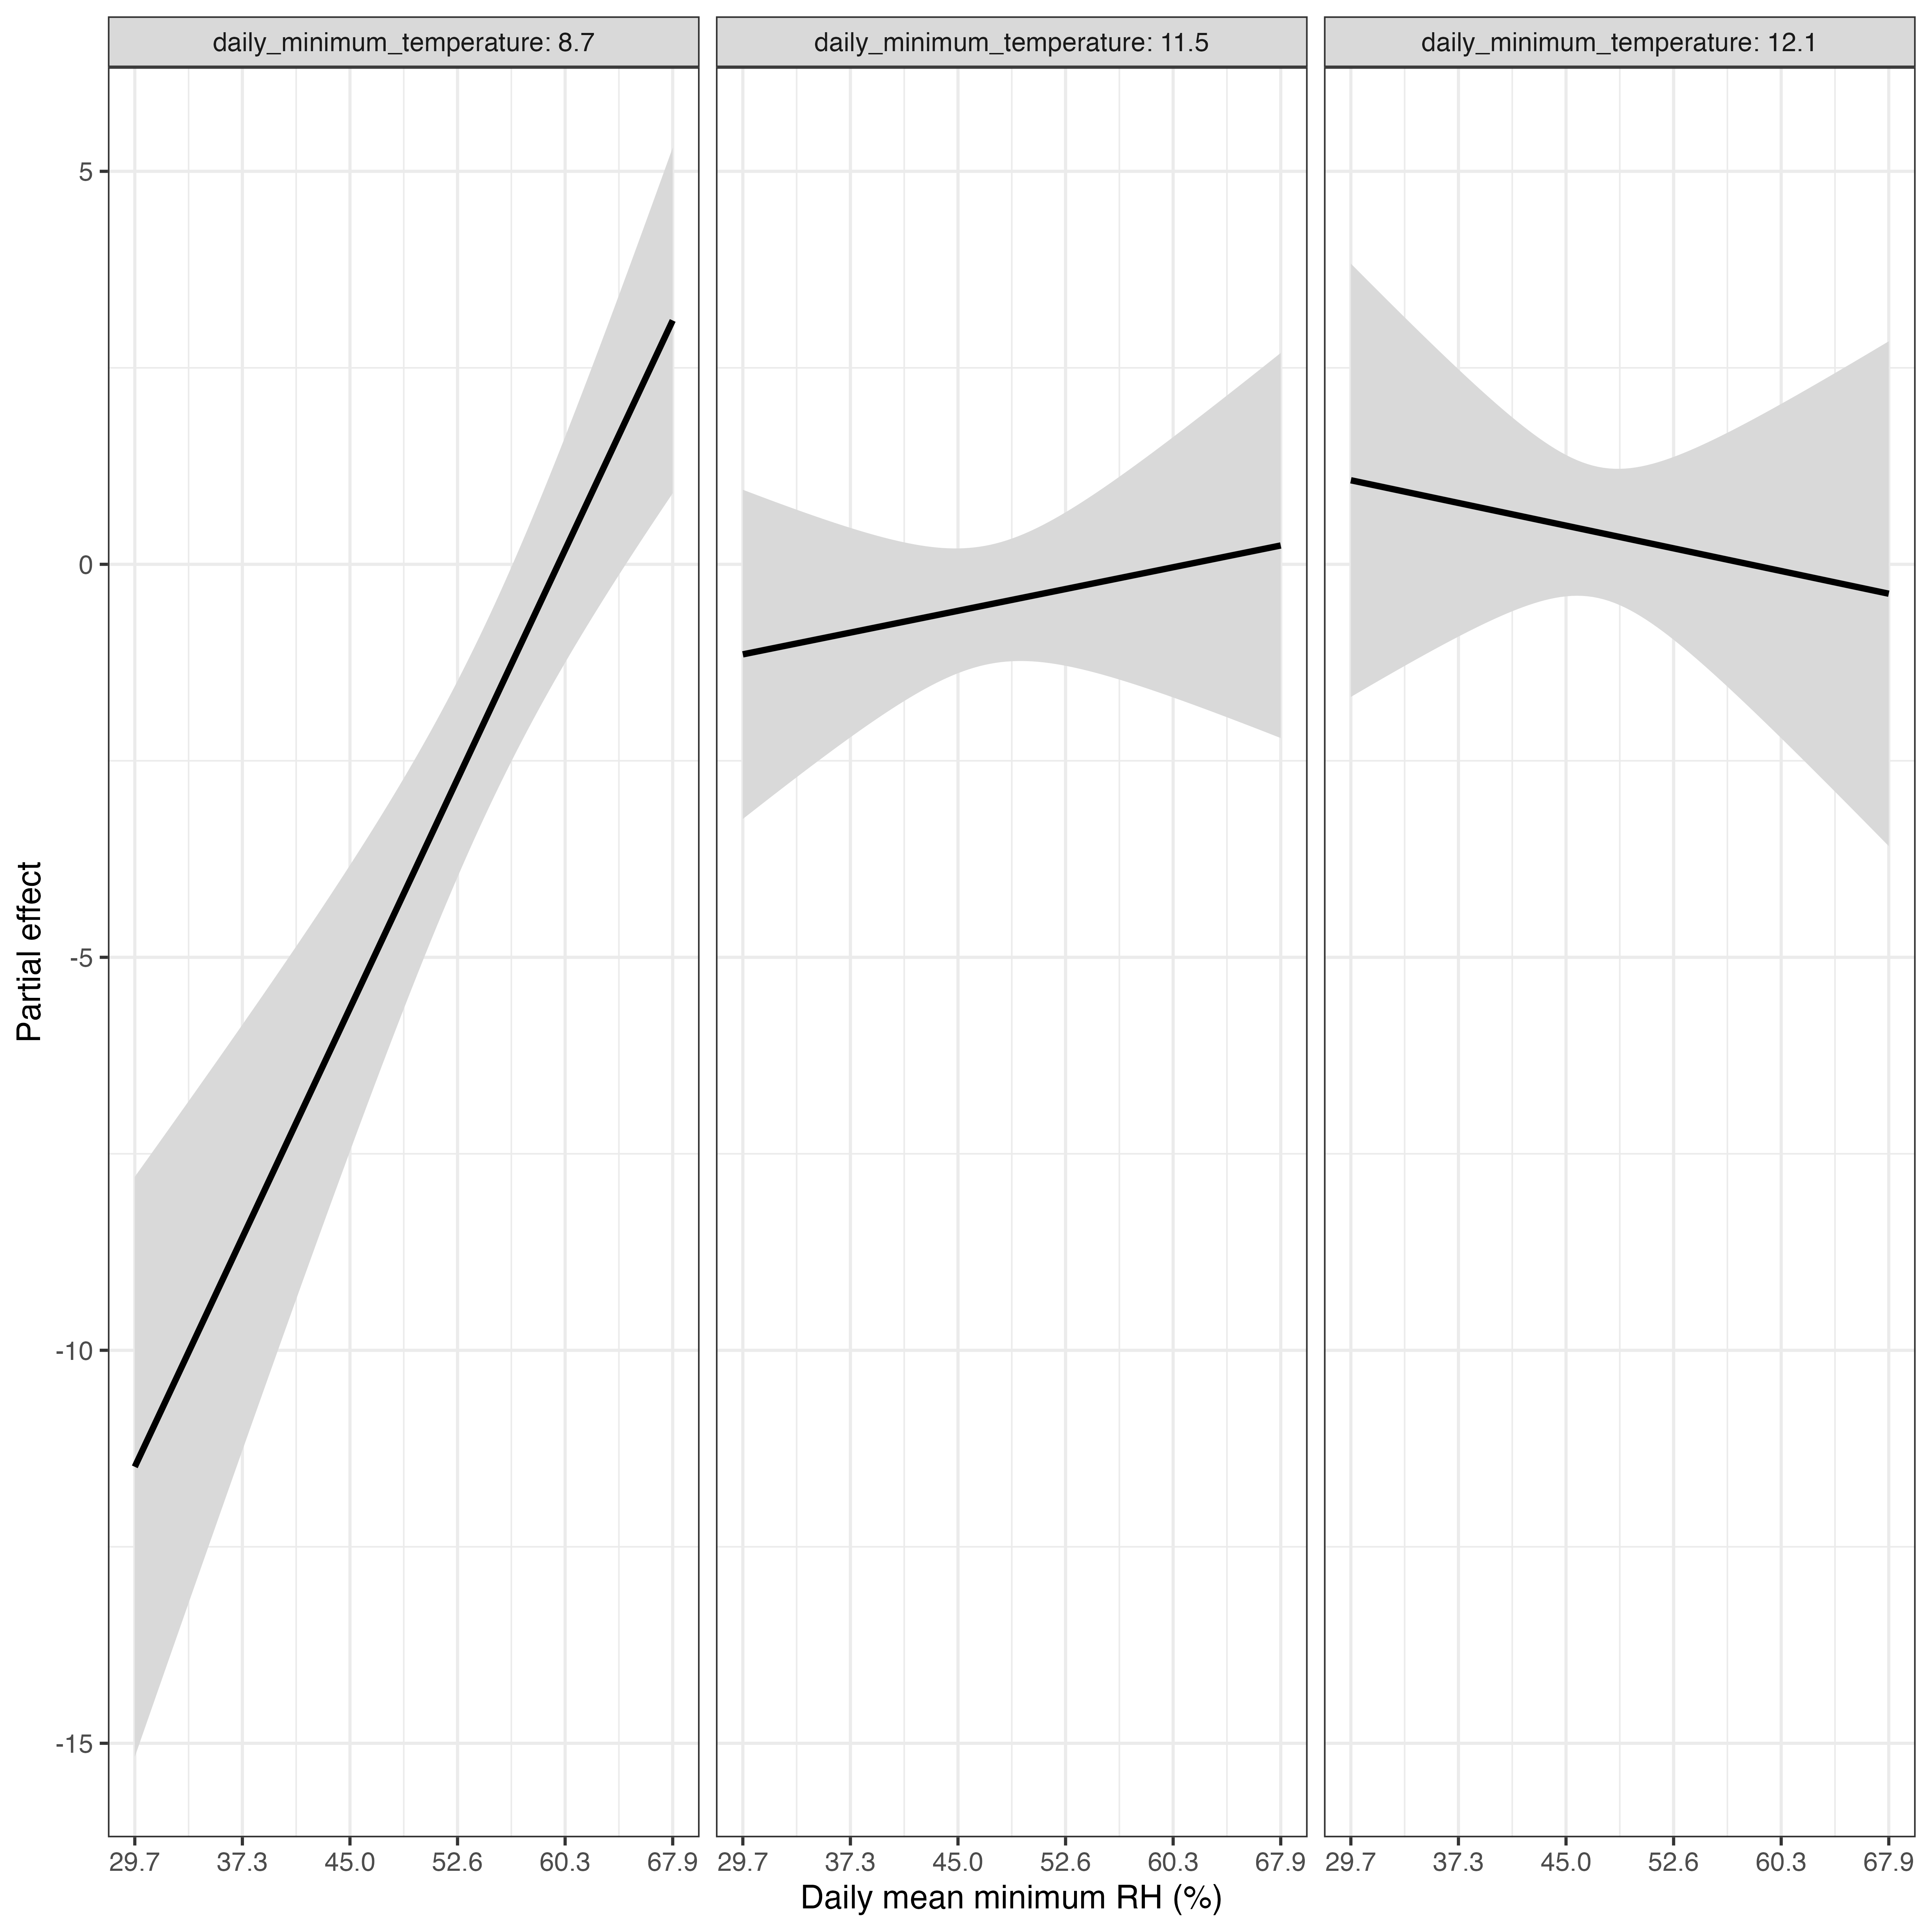 daily_minimum_temperature: 8.7
daily_minimum_temperature: 11.5
daily_minimum_temperature: 12.1
Partial effect
5
0
-5
-10
-15
29.7 37.3 45.0 52.6 60.3 67.9
29.7 37.3 45.0 52.6 60.3 67.9
29.7 37.3 45.0 52.6 60.3 67.9
Daily mean minimum RH (%)